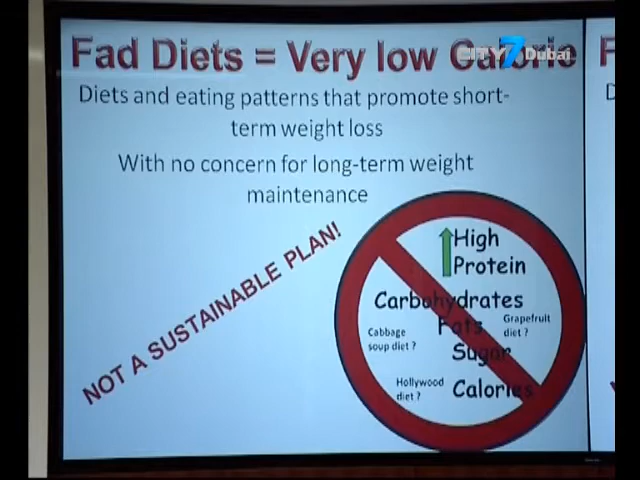 Fad Diets = Very low Calorie
CITY 7 Dubai
Diets and eating patterns that promote short-
term weight loss
With no concern for long-term weight
maintenance
NOT A SUSTAINABLE PLAN!
High
Protein
Carbohydrates
Fats
Grapefruit
diet ?
Cabbage
soup diet ?
Sugar
Hollywood
diet ?
Calories
F
D